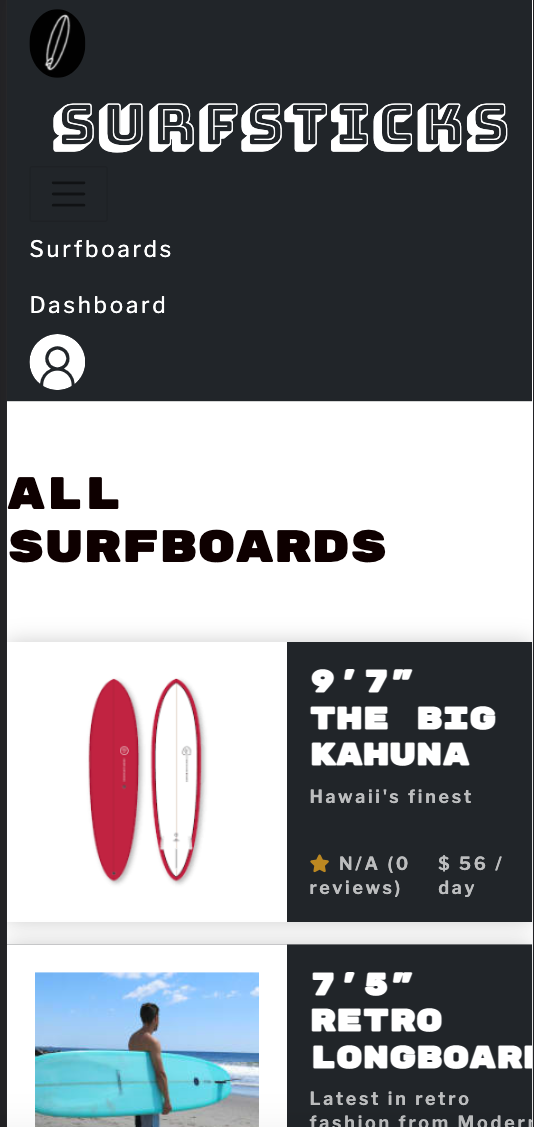 SURFSTICKS
Surfboards
Dashboard
ALL
SURFBOARDS
9'7"
THE BIG
KAHUNA
Hawaii's finest
N/A (0
reviews)
$ 56 /
day
7'5"
RETRO
LONGBOAR
Latest in retro
fashion from Moder